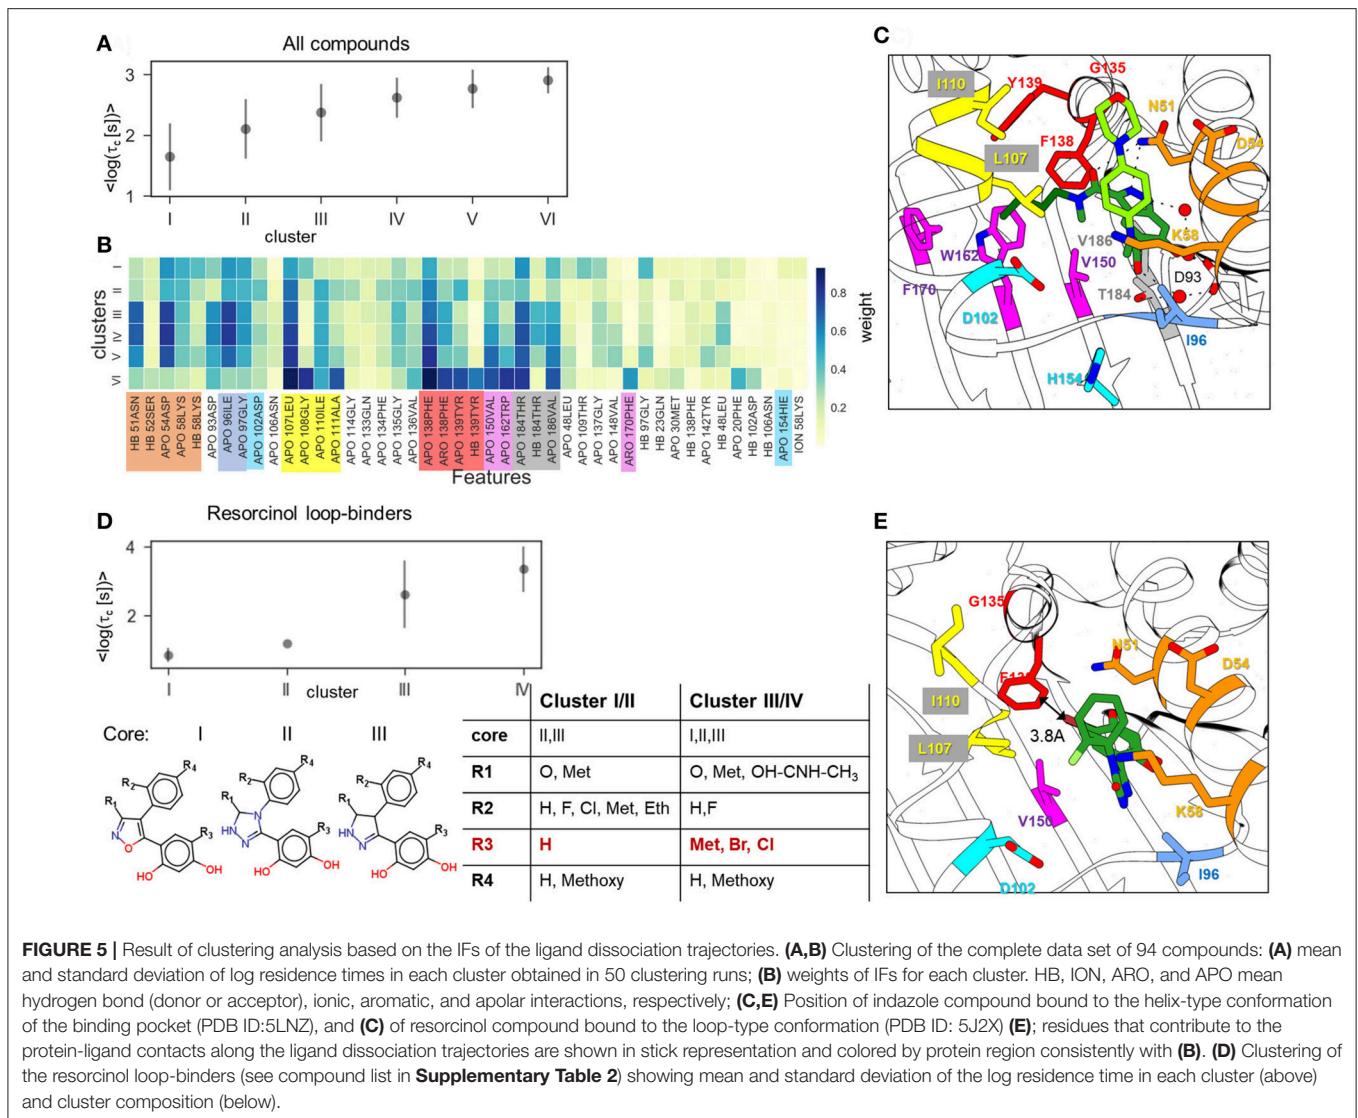 A
All compounds
<log(τc [s])>
3
2
1
I II III IV V VI
cluster
B
clusters
I
II
III
IV
V
VI
HB 51ASN
HB 52SER
APO 54ASP
APO 58LYS
HB 58LYS
APO 93ASP
APO 96ILE
APO 97GLY
APO 102ASP
APO 106ASN
APO 107LEU
APO 108GLY
APO 110ILE
APO 111ALA
APO 114GLY
APO 133GLN
APO 134PHE
APO 135GLY
APO 136VAL
ARO 138PHE
APO 138PHE
APO 139TYR
HB 139TYR
APO 150VAL
APO 162TRP
APO 184THR
HB 184THR
APO 186VAL
APO 48LEU
APO 109THR
APO 137GLY
APO 148VAL
ARO 170PHE
HB 97GLY
HB 23GLN
APO 30MET
HB 138PHE
APO 142TYR
HB 48LEU
APO 20PHE
HB 102ASP
HB 106ASN
APO 154HIE
ION 58LYS
Features
0.8
0.6
0.4
0.2
weight
C
G135
I110
Y139
N51
F138
D54
L107
V186
K58
W162
V150
D93
F170
T184
D102
I96
H154
D
Resorcinol loop-binders
<log(τc [s])>
4
2
I II III IV
cluster
Core: I II III
R1 R2 R3 R4 N O HO OH
R1 R2 R3 R4 HN N N HO OH
R1 R2 R3 R4 HN N HO OH
Cluster I/II Cluster III/IV
core II,III I,II,III
R1 O, Met O, Met, OH-CNH-CH3
R2 H, F, Cl, Met, Eth H,F
R3 H Met, Br, Cl
R4 H, Methoxy H, Methoxy
E
G135
N51
D54
I110
L107
3.8A
K58
V150
I96
D102
FIGURE 5 | Result of clustering analysis based on the IFs of the ligand dissociation trajectories. (A,B) Clustering of the complete data set of 94 compounds: (A) mean
and standard deviation of log residence times in each cluster obtained in 50 clustering runs; (B) weights of IFs for each cluster. HB, ION, ARO, and APO mean
hydrogen bond (donor or acceptor), ionic, aromatic, and apolar interactions, respectively; (C,E) Position of indazole compound bound to the helix-type conformation
of the binding pocket (PDB ID:5LNZ), and (C) of resorcinol compound bound to the loop-type conformation (PDB ID: 5J2X) (E); residues that contribute to the
protein-ligand contacts along the ligand dissociation trajectories are shown in stick representation and colored by protein region consistently with (B). (D) Clustering of
the resorcinol loop-binders (see compound list in Supplementary Table 2) showing mean and standard deviation of the log residence time in each cluster (above)
and cluster composition (below).